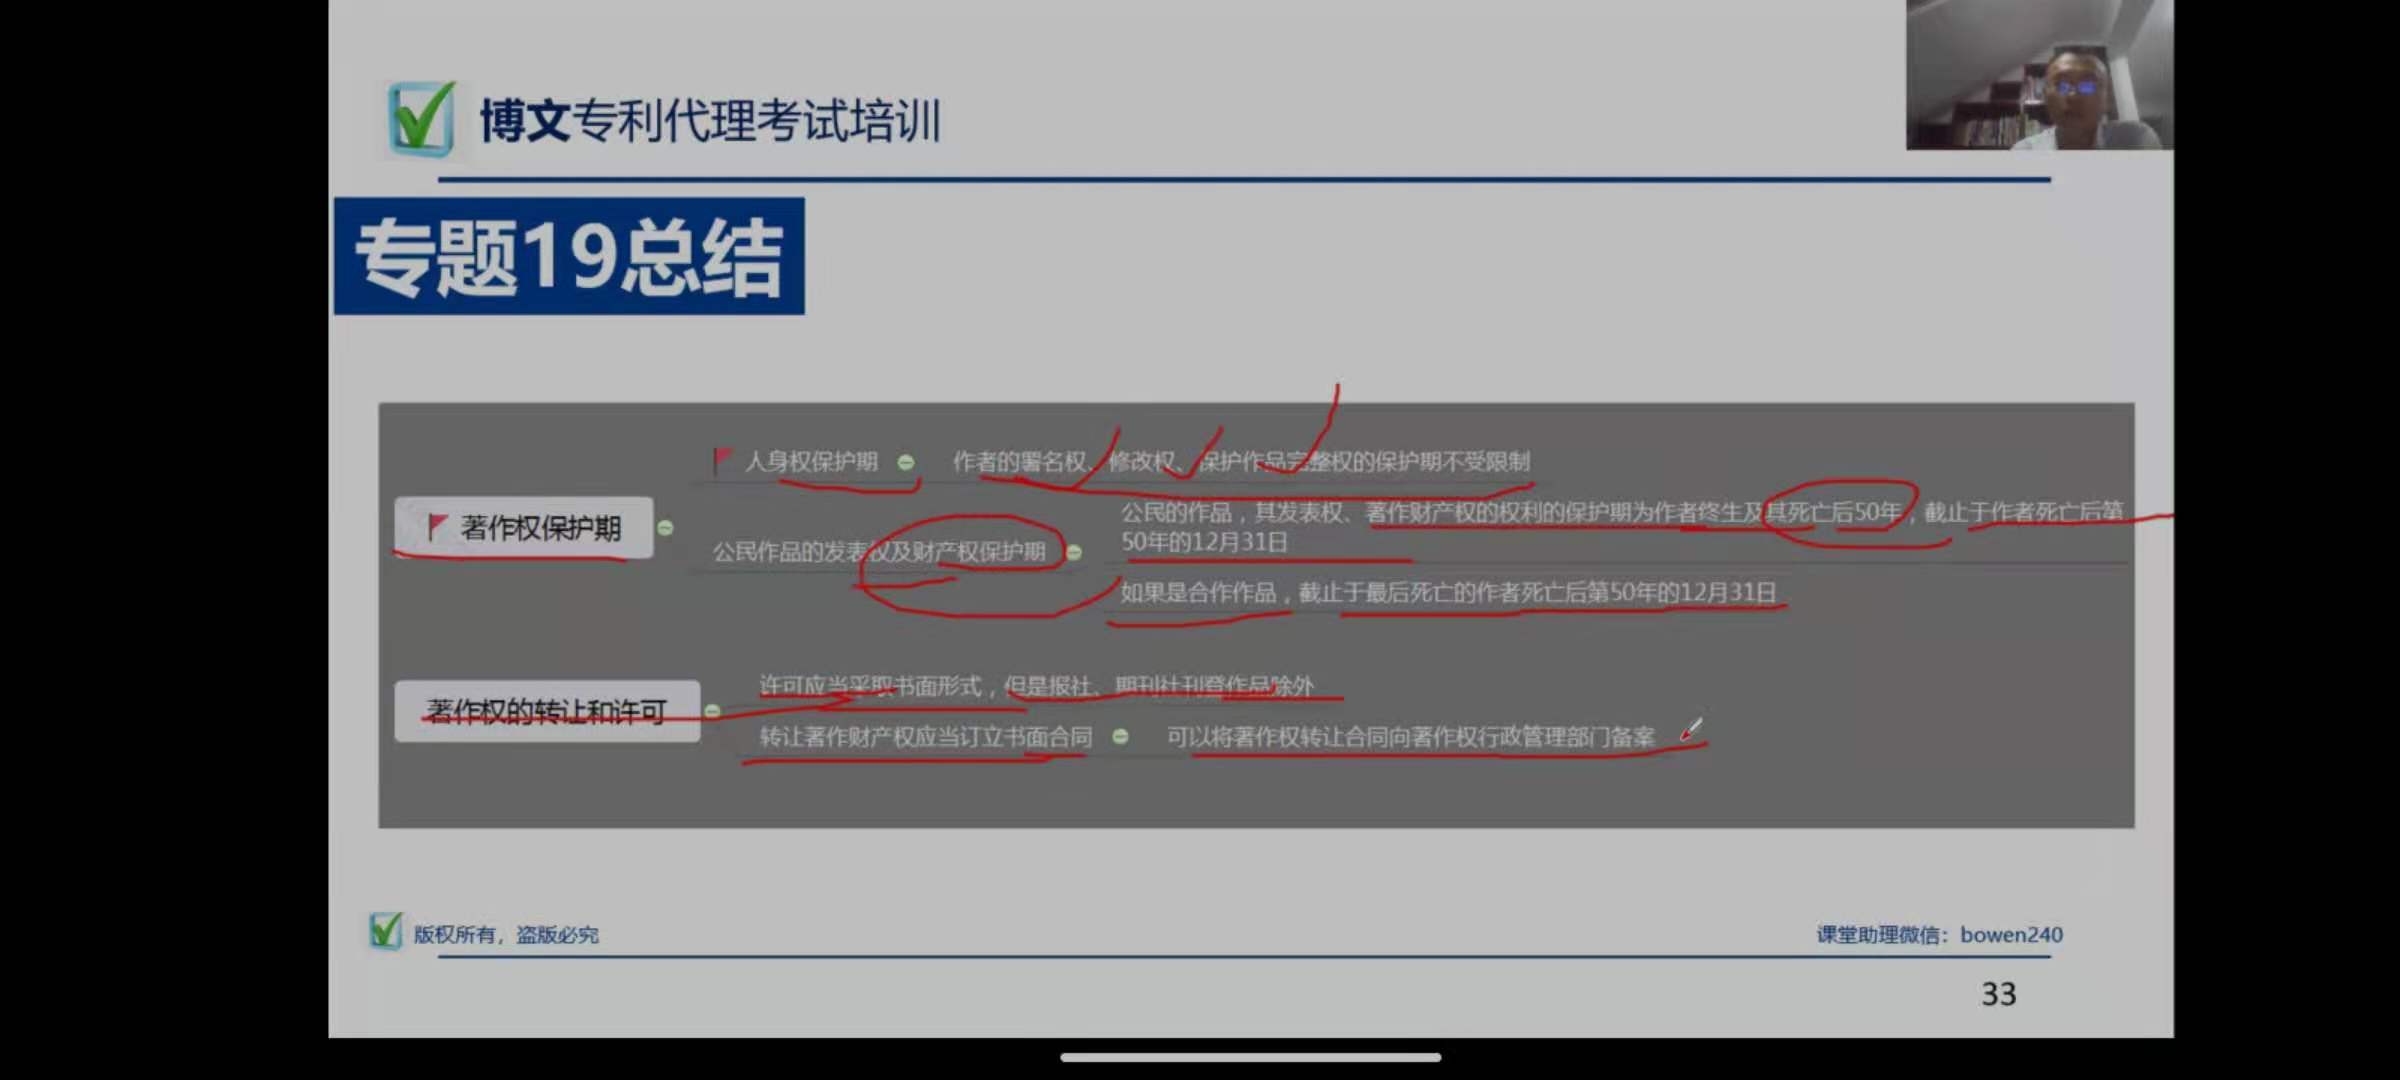 博文专利代理考试培训
专题19总结
人身权保护期
作者的署名权、修改权、保护作品完整权的保护期不受限制
著作权保护期
公民作品的发表权及财产权保护期
公民的作品，其发表权、著作财产权的权利的保护期为作者终生及其死亡后50年，截止于作者死亡后第
50年的12月31日
如果是合作作品，截止于最后死亡的作者死亡后第50年的12月31日
著作权的转让和许可
许可应当采取书面形式，但是报社、期刊社刊登作品除外
转让著作财产权应当订立书面合同
可以将著作权转让合同向著作权行政管理部门备案
版权所有，盗版必究
课堂助理微信：bowen240
33